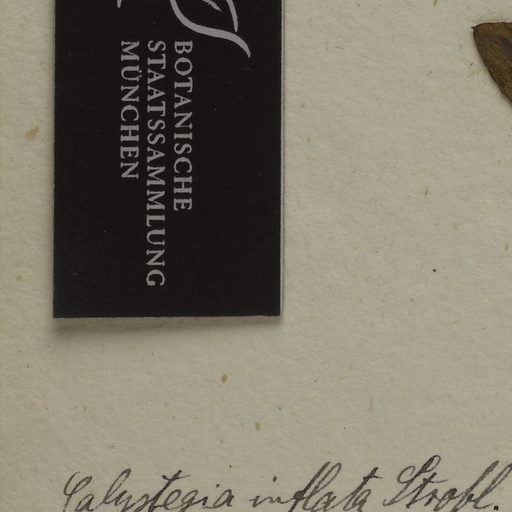 BOTANISCHE
STAATSSAMMLUNG
MÜNCHEN
Calystegia inflata Strobl.